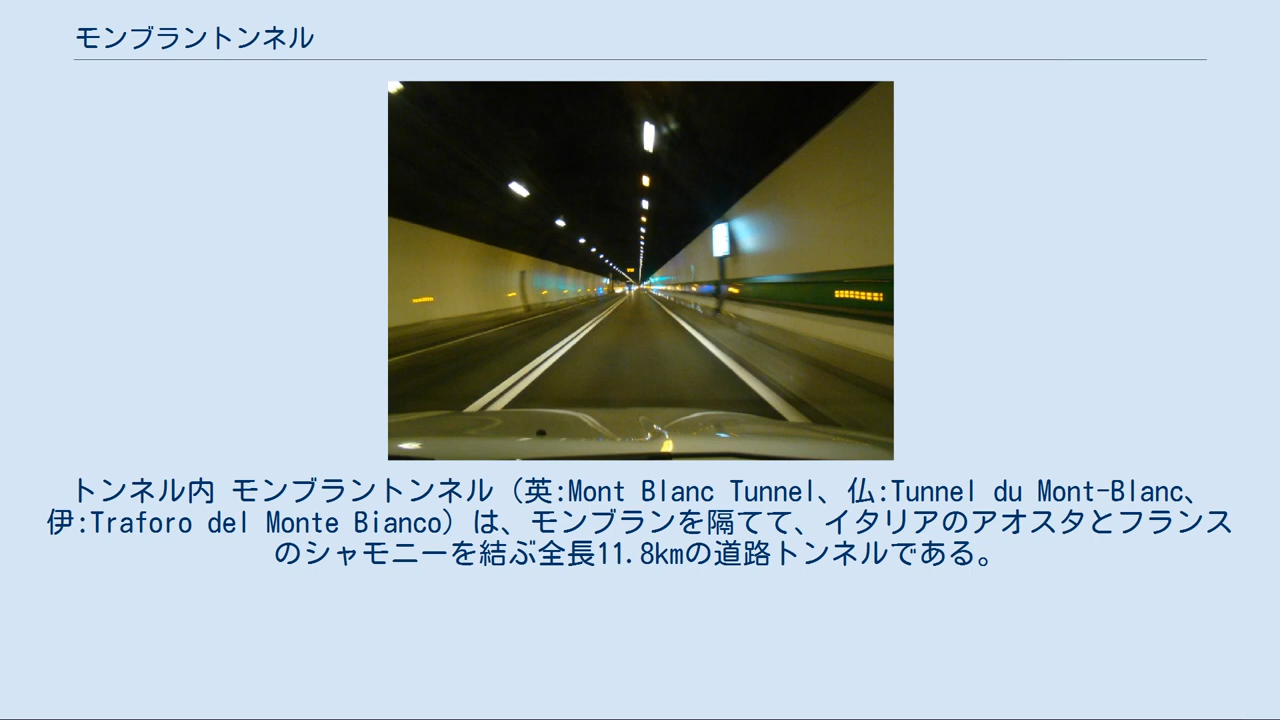 モンブラントンネル
トンネル内 モンブラントンネル（英:Mont Blanc Tunnel、仏:Tunnel du Mont-Blanc、
伊:Traforo del Monte Bianco）は、モンブランを隔てて、イタリアのアオスタとフランス
のシャモニーを結ぶ全長11.8kmの道路トンネルである。